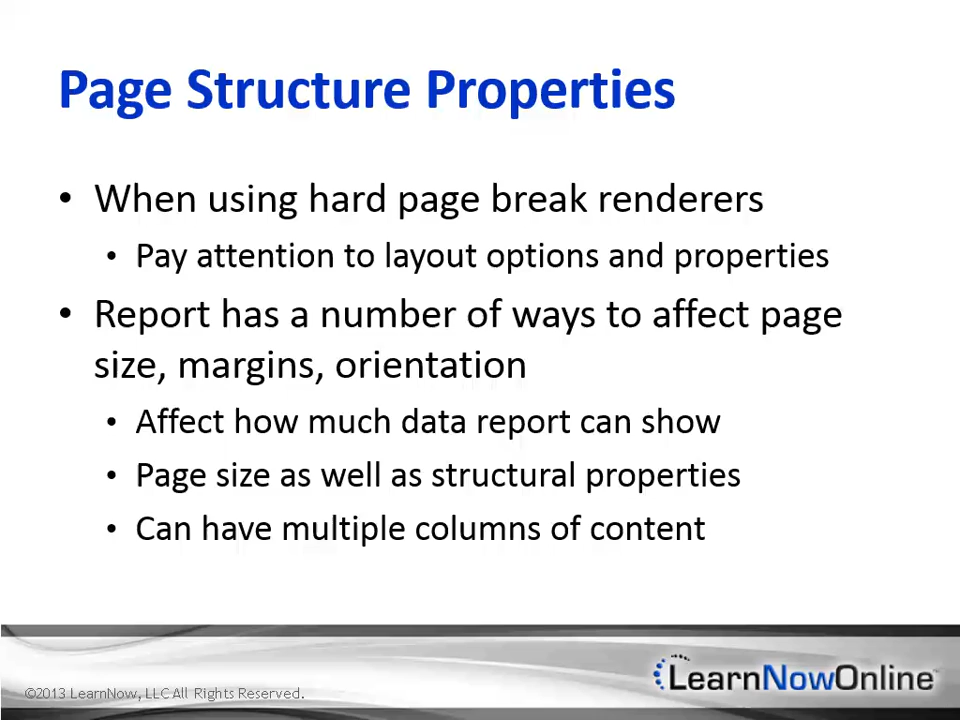 Page Structure Properties
• When using hard page break renderers
• Pay attention to layout options and properties
• Report has a number of ways to affect page
size, margins, orientation
• Affect how much data report can show
• Page size as well as structural properties
• Can have multiple columns of content
©2013 LearnNow, LLC All Rights Reserved.
LearnNowOnline™